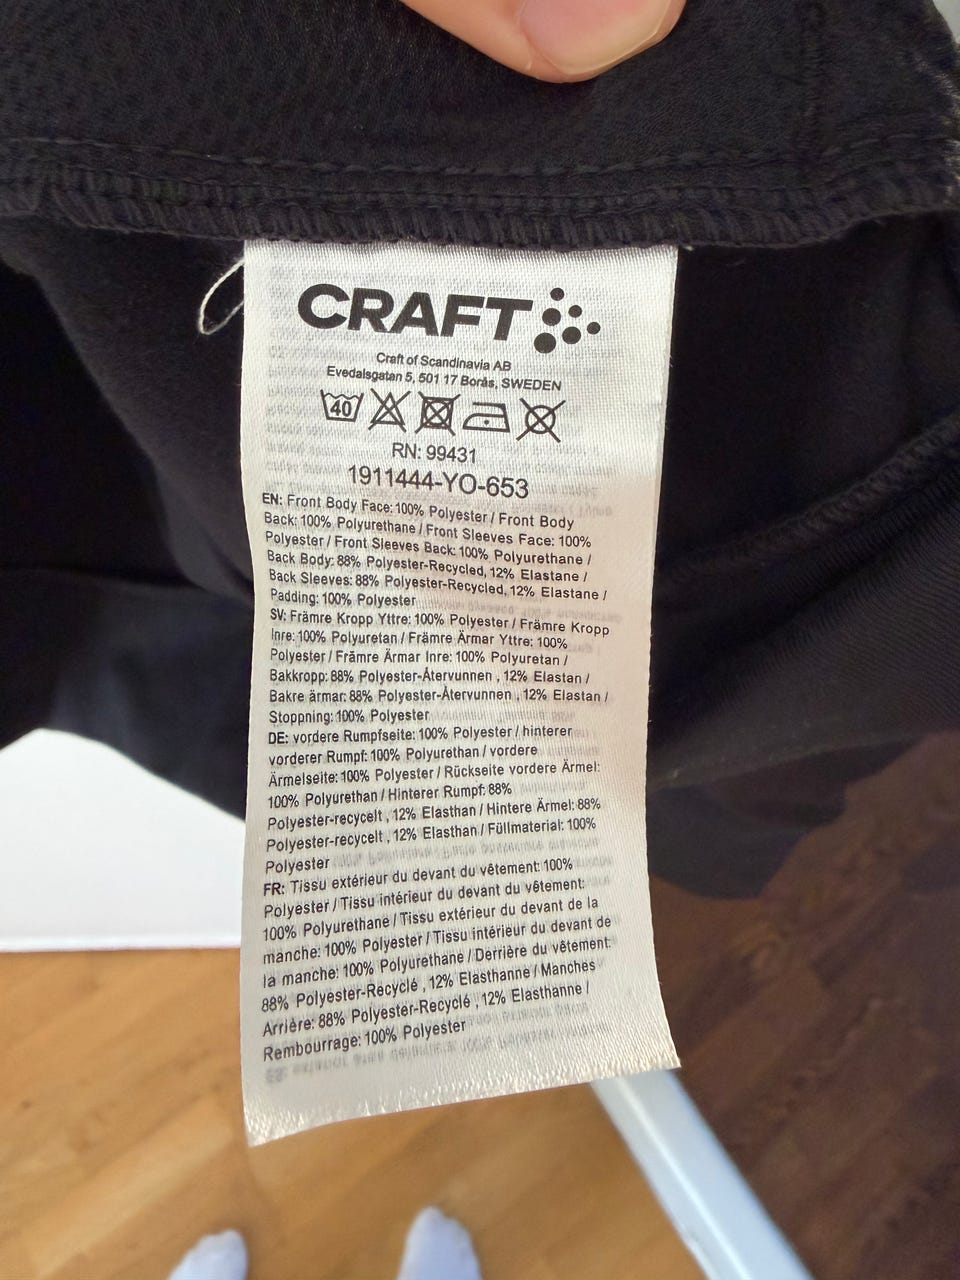 CRAFT
Craft of Scandinavia AB
Evedalsgatan 5, 501 17 Borås, SWEDEN
40
RN: 99431
1911444-YO-653
EN: Front Body Face: 100% Polyester / Front Body
Back: 100% Polyurethane / Front Sleeves Face: 100%
Polyester / Front Sleeves Back: 100% Polyurethane /
Back Body: 88% Polyester-Recycled, 12% Elastane /
Back Sleeves: 88% Polyester-Recycled, 12% Elastane /
Padding: 100% Polyester
SV: Främre Kropp Yttre: 100% Polyester / Främre Kropp
Inre: 100% Polyuretan / Främre Ärmar Yttre: 100%
Polyester / Främre Ärmar Inre: 100% Polyuretan /
Bakkropp: 88% Polyester-Återvunnen , 12% Elastan /
Bakre ärmar: 88% Polyester-Återvunnen , 12% Elastan /
Stoppning: 100% Polyester
DE: vordere Rumpfseite: 100% Polyester / hinterer
vorderer Rumpf: 100% Polyurethan / vordere
Ärmelseite: 100% Polyester / Rückseite vordere Ärmel:
100% Polyurethan / Hinterer Rumpf: 88%
Polyester-recycelt , 12% Elasthan / Hintere Ärmel: 88%
Polyester-recycelt , 12% Elasthan / Füllmaterial: 100%
Polyester
FR: Tissu extérieur du devant du vêtement: 100%
Polyester / Tissu intérieur du devant du vêtement:
100% Polyurethane / Tissu extérieur du devant de la
manche: 100% Polyester / Tissu intérieur du devant de
la manche: 100% Polyurethane / Derrière du vêtement:
88% Polyester-Recyclé , 12% Elasthanne / Manches
Arrière: 88% Polyester-Recyclé , 12% Elasthanne /
Rembourrage: 100% Polyester